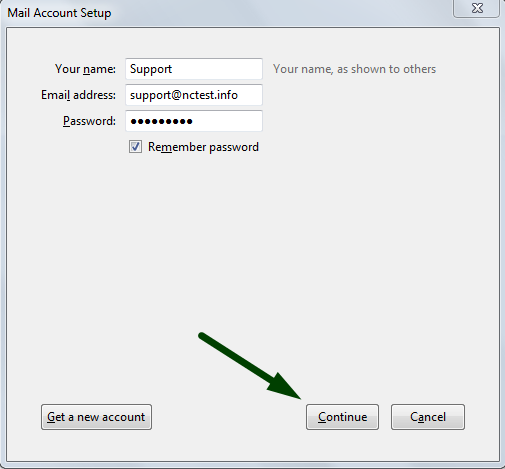 Mail Account Setup
Your name: Support Your name, as shown to others
Email address: support@nctest.info
Password: ●●●●●●●●●
Remember password
Get a new account Continue Cancel